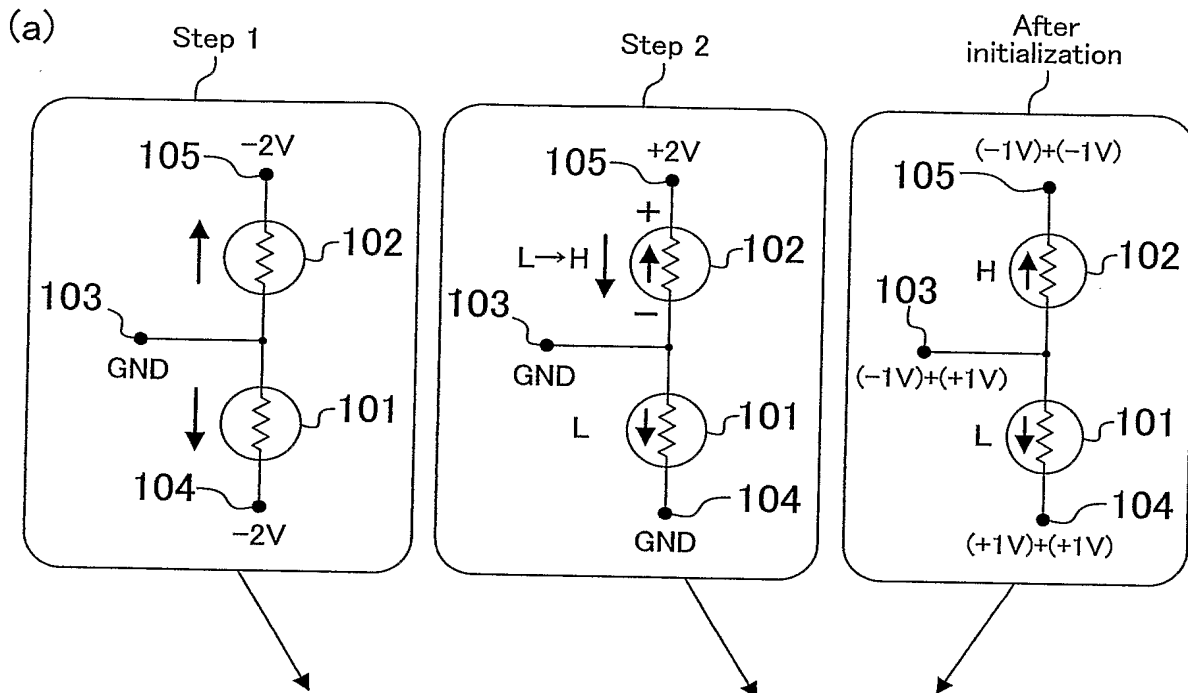 (a)
Step 1
-2V
105
102
103
GND
101
104
-2V
Step 2
+2V
105
+
102
L→H
−
103
GND
L
101
104
GND
After
initialization
(-1V)+(-1V)
105
H
102
103
(-1V)+(+1V)
L
101
104
(+1V)+(+1V)